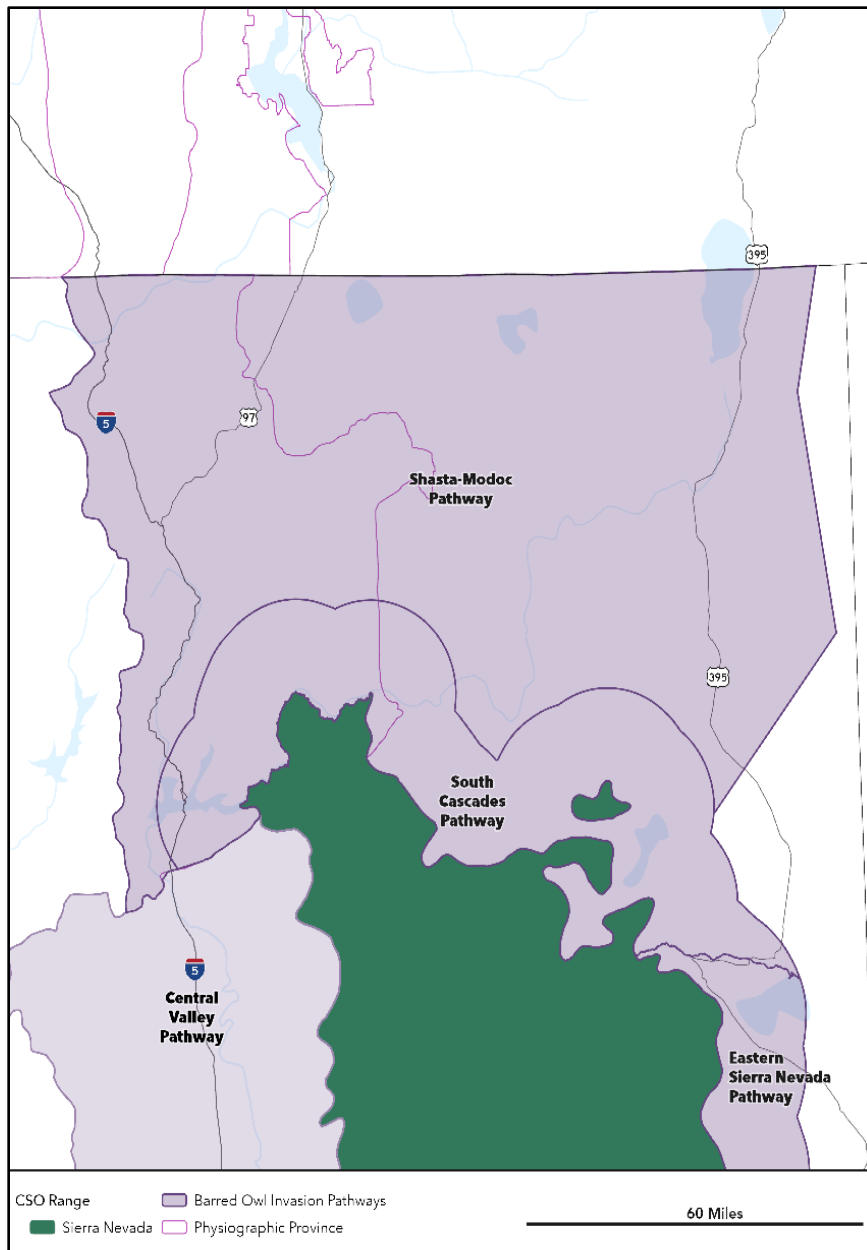 395
5
97
Shasta-Modoc
Pathway
395
South
Cascades
Pathway
5
Central
Valley
Pathway
Eastern
Sierra Nevada
Pathway
CSO Range
Sierra Nevada
Barred Owl Invasion Pathways
Physiographic Province
60 Miles